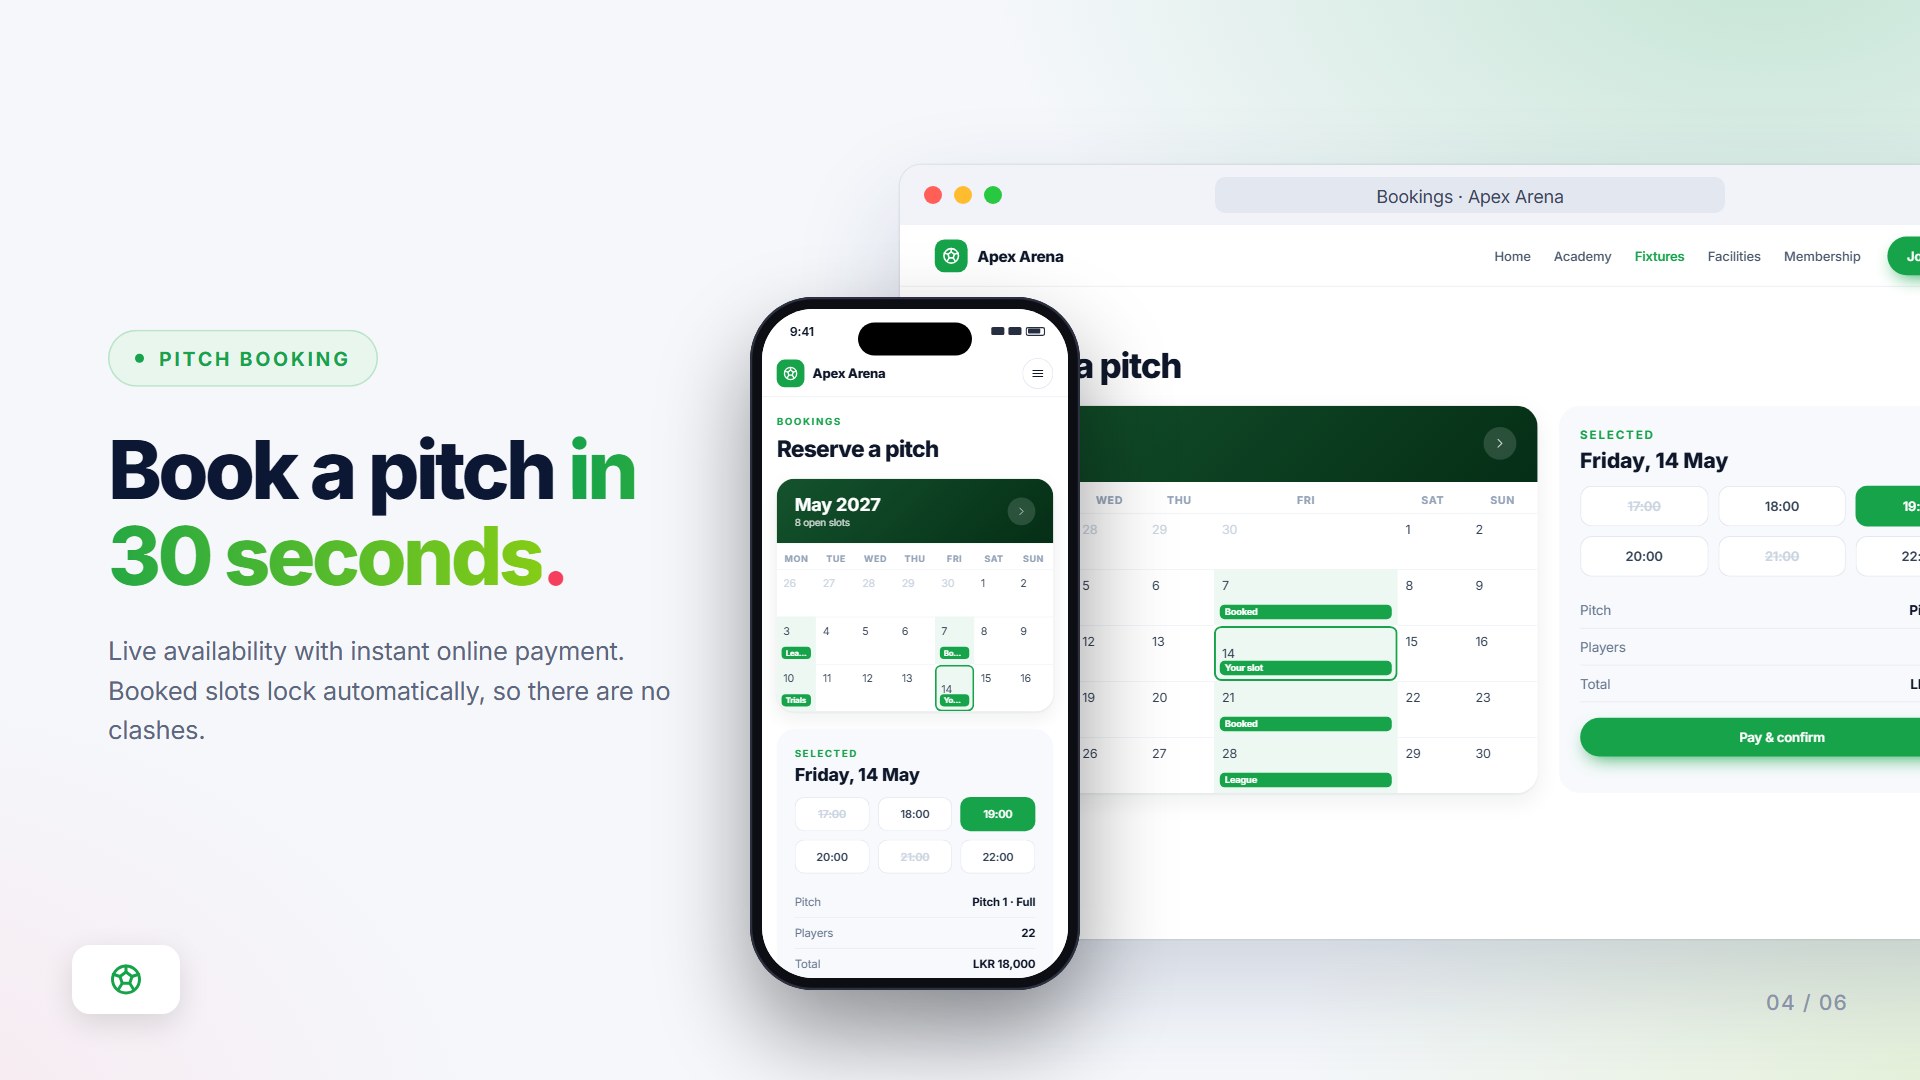 PITCH BOOKING
Book a pitch in
30 seconds.
Live availability with instant online payment.
Booked slots lock automatically, so there are no
clashes.
9:41
Apex Arena
BOOKINGS
Reserve a pitch
May 2027
8 open slots
MON TUE WED THU FRI SAT SUN
26 27 28 29 30 1 2
3 4 5 6 7 8 9
Lea... Bo...
10 11 12 13 14 15 16
Trials Yo...
SELECTED
Friday, 14 May
17:00 18:00 19:00
20:00 21:00 22:00
Pitch Pitch 1 · Full
Players 22
Total LKR 18,000
Bookings · Apex Arena
Apex Arena
Home Academy Fixtures Facilities Membership
a pitch
WED THU FRI SAT SUN
28 29 30 1 2
5 6 7 8 9
Booked
12 13 14 15 16
Your slot
19 20 21 22 23
Booked
26 27 28 29 30
League
SELECTED
Friday, 14 May
17:00 18:00 19:
20:00 21:00 22:
Pitch
Players
Total
Pay & confirm
04 / 06